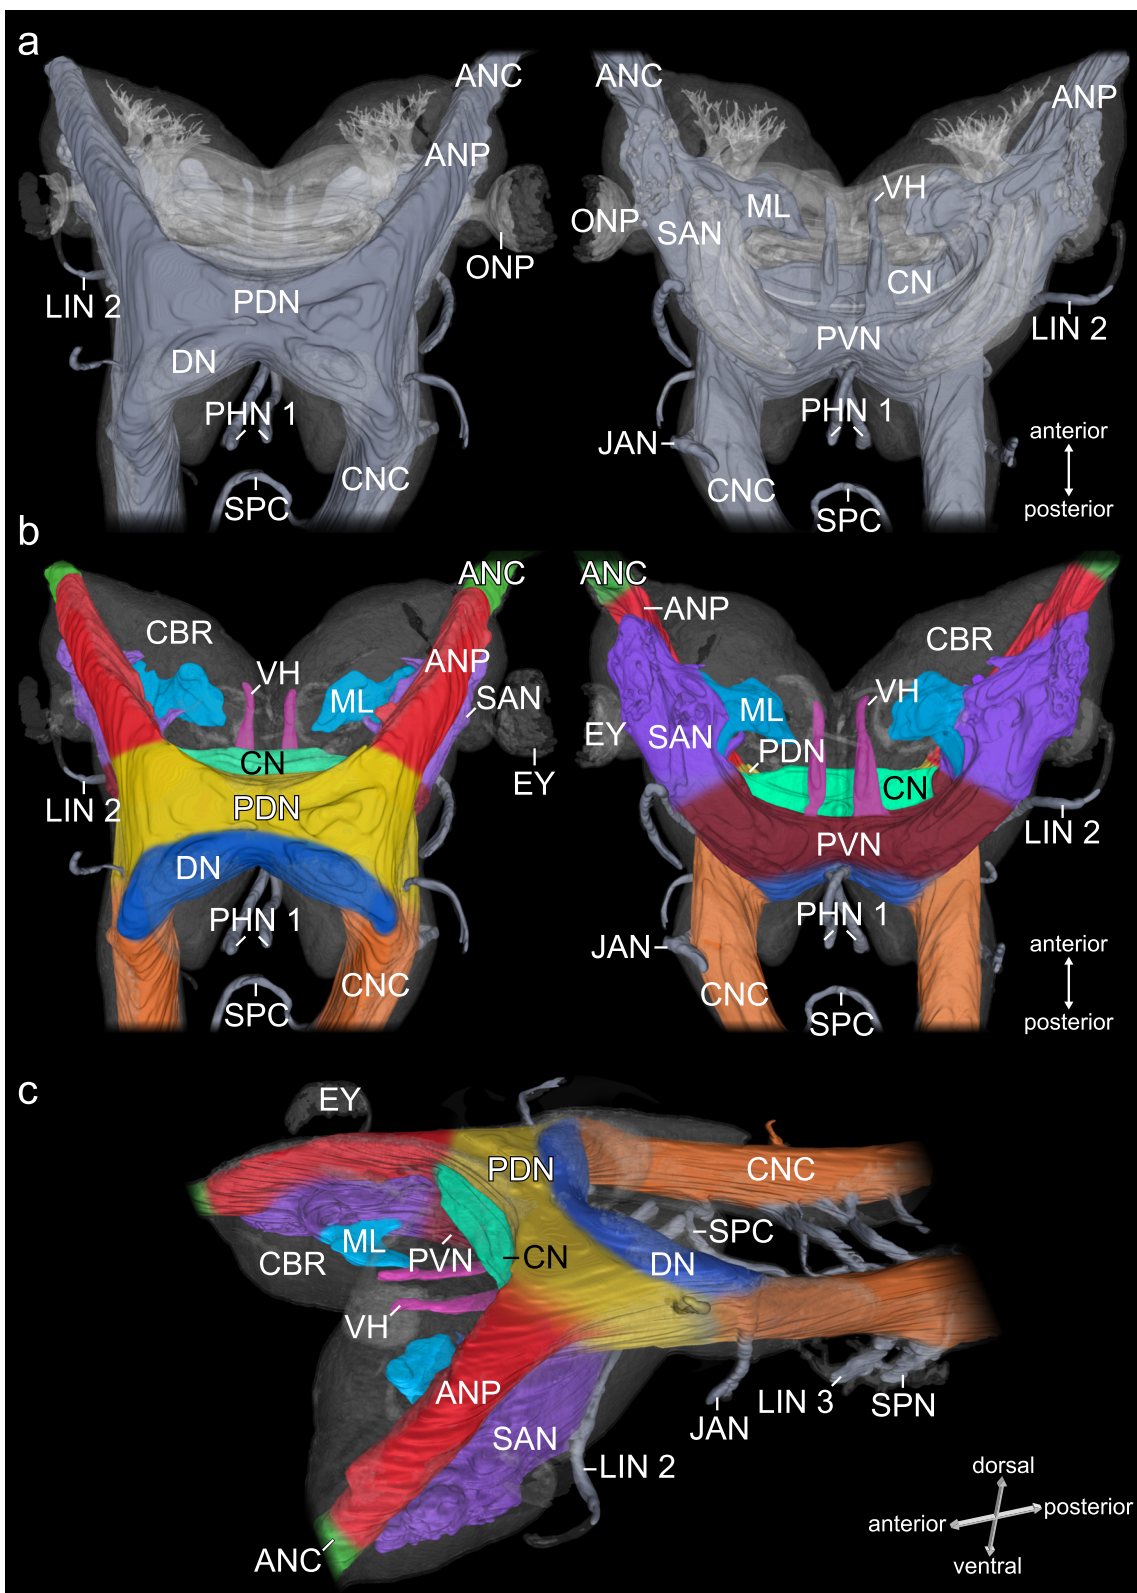 a
ANC
ANP
ONP
LIN 2
PDN
DN
PHN 1
CNC
SPC
ANC
ANP
VH
ML
ONP
SAN
CN
LIN 2
PVN
PHN 1
JAN
CNC
SPC
anterior
posterior
b
ANC
CBR
VH
ANP
ML
SAN
CN
EY
LIN 2
PDN
DN
PHN 1
CNC
SPC
ANC
ANP
CBR
VH
EY
SAN
ML
PDN
CN
LIN 2
PVN
PHN 1
JAN
CNC
SPC
anterior
posterior
c
EY
PDN
CNC
SPC
ML
CBR
PVN
CN
DN
VH
ANP
LIN 3
SPN
JAN
SAN
LIN 2
ANC
dorsal
posterior
anterior
ventral